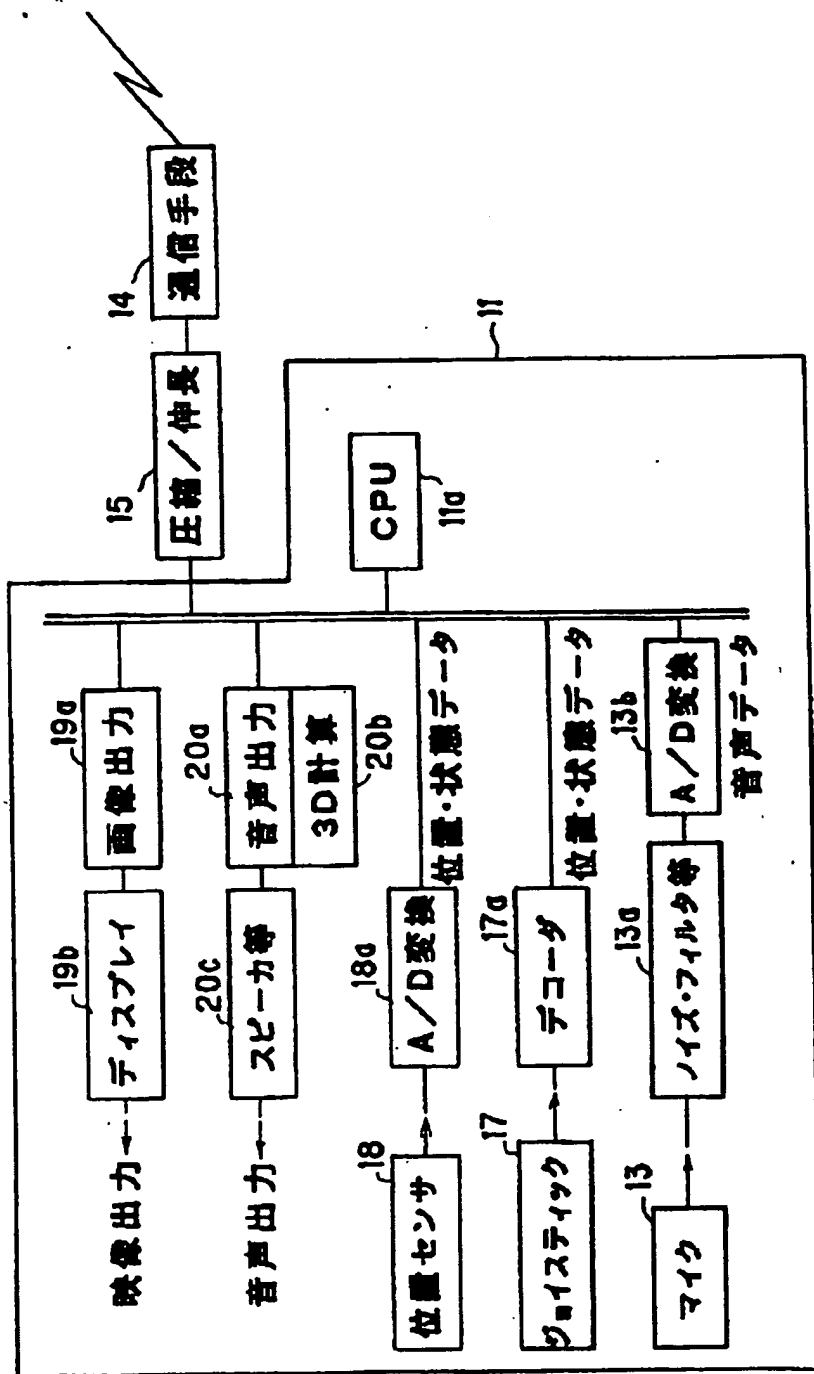 映像出力
19b
ディスプレイ
19a
画像出力
15
圧縮/伸長
14
通信手段
音声出力
20c
スピーカ等
20a
音声出力
3D計算
20b
CPU
11a
11
18
位置センサ
18a
A/D変換
位置・状態データ
17
ジョイスティック
17a
デコーダ
位置・状態データ
13
マイク
13a
ノイズ・フィルタ等
13b
A/D変換
音声データ